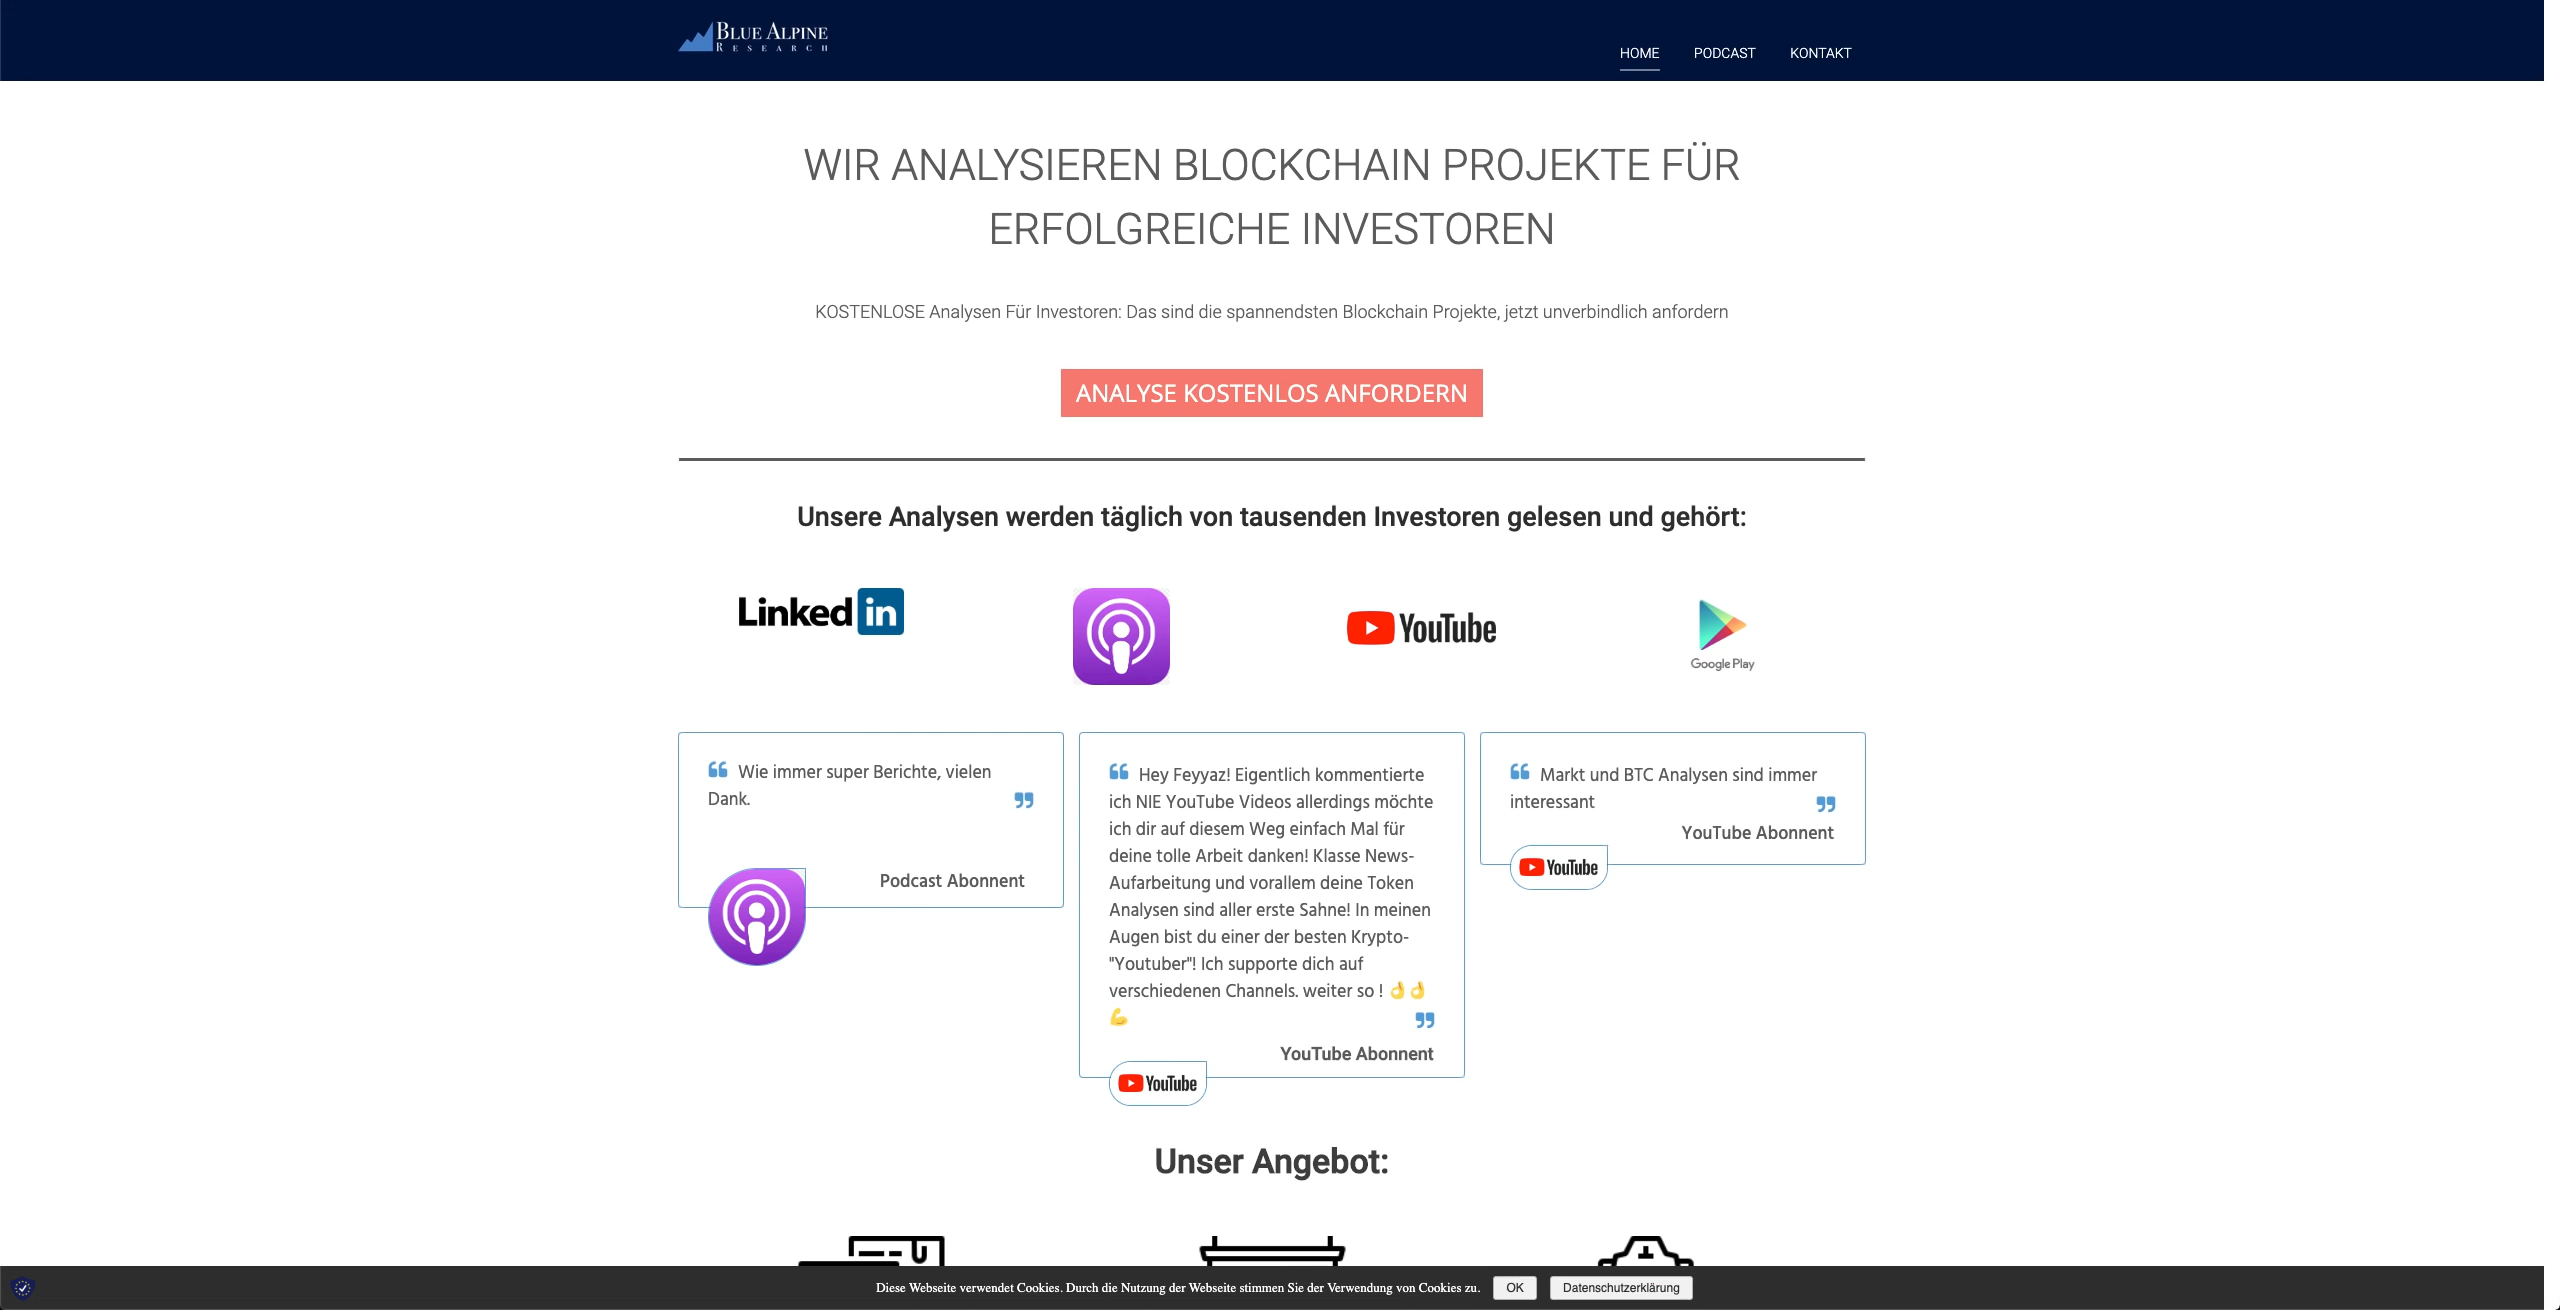 BLUE ALPINE
RESEARCH
HOME PODCAST KONTAKT
WIR ANALYSIEREN BLOCKCHAIN PROJEKTE FÜR
ERFOLGREICHE INVESTOREN
KOSTENLOSE Analysen Für Investoren: Das sind die spannendsten Blockchain Projekte, jetzt unverbindlich anfordern
ANALYSE KOSTENLOS ANFORDERN
Unsere Analysen werden täglich von tausenden Investoren gelesen und gehört:
Linked in
YouTube
Google Play
“ Wie immer super Berichte, vielen
Dank. ”
Podcast Abonnent
“ Hey Feyyaz! Eigentlich kommentierte
ich NIE YouTube Videos allerdings möchte
ich dir auf diesem Weg einfach Mal für
deine tolle Arbeit danken! Klasse News-
Aufarbeitung und vorallem deine Token
Analysen sind aller erste Sahne! In meinen
Augen bist du einer der besten Krypto-
"Youtuber"! Ich supporte dich auf
verschiedenen Channels. weiter so ! 👌👌
💪 ”
YouTube Abonnent
YouTube
“ Markt und BTC Analysen sind immer
interessant ”
YouTube Abonnent
YouTube
Unser Angebot:
Diese Webseite verwendet Cookies. Durch die Nutzung der Webseite stimmen Sie der Verwendung von Cookies zu. OK Datenschutzerklärung